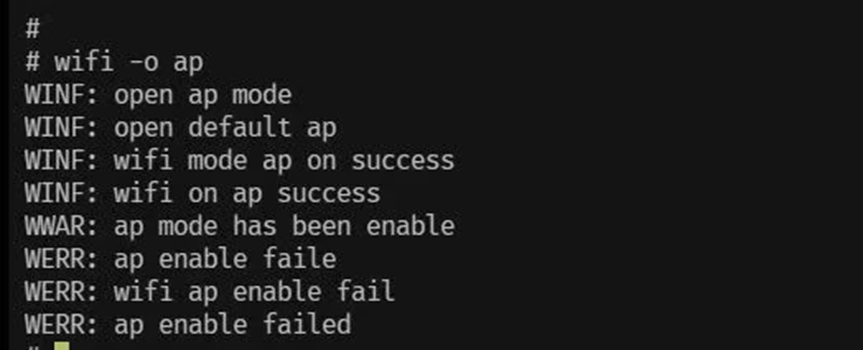 #
# wifi -o ap
WINF: open ap mode
WINF: open default ap
WINF: wifi mode ap on success
WINF: wifi on ap success
WWAR: ap mode has been enable
WERR: ap enable faile
WERR: wifi ap enable fail
WERR: ap enable failed
#